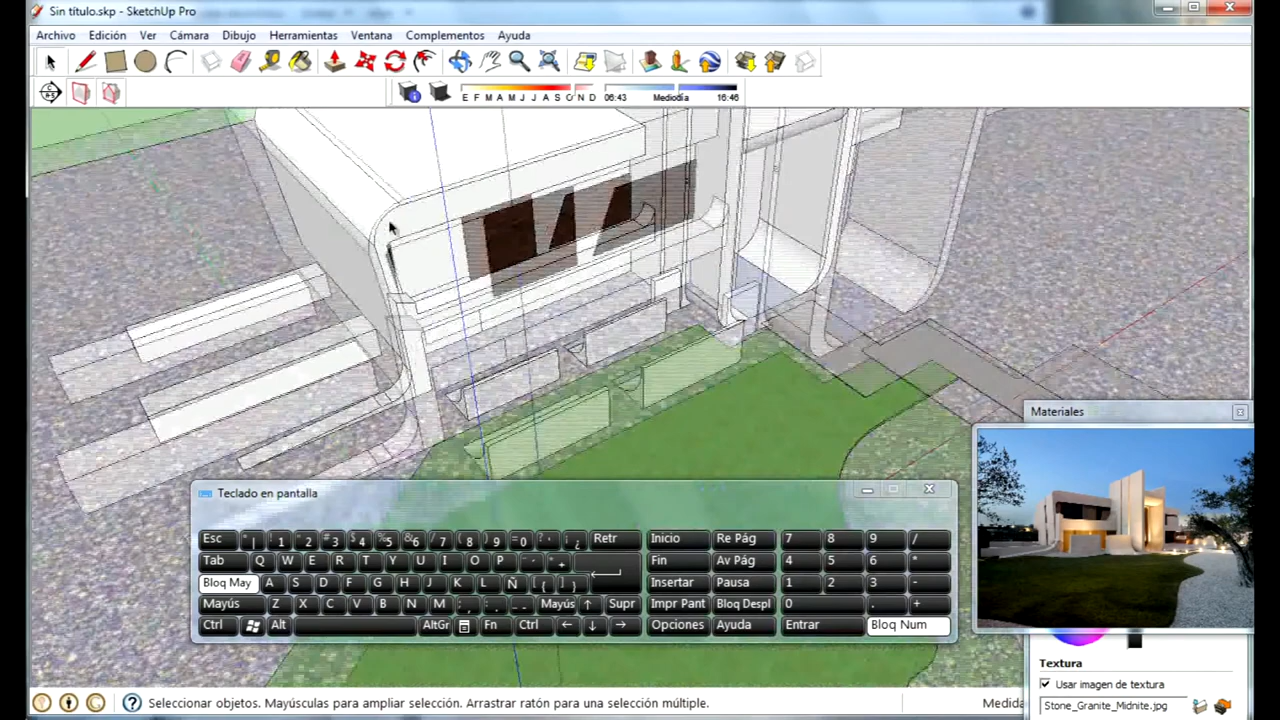 Sin título.skp - SketchUp Pro
Archivo Edición Ver Cámara Dibujo Herramientas Ventana Complementos Ayuda
E F M A M J J A S O N D 06:43 Mediodía 16:46
Materiales
Teclado en pantalla
Esc | 1 2 3 4 5 6 7 8 9 0 Retr Inicio Re Pág 7 8 9 /
Tab Q W E R T Y U I O P Fin Av Pág 4 5 6 *
Bloq May A S D F G H J K L Ñ [ { ] } Insertar Pausa 1 2 3 -
Mayús Z X C V B N M Mayús ↑ Supr Impr Pant Bloq Despl 0 . +
Ctrl Alt AltGr Fn Ctrl ← ↓ → Opciones Ayuda Entrar Bloq Num
Textura
Usar imagen de textura
Seleccionar objetos. Mayúsculas para ampliar selección. Arrastrar ratón para una selección múltiple.
Medida
Stone_Granite_Midnite.jpg